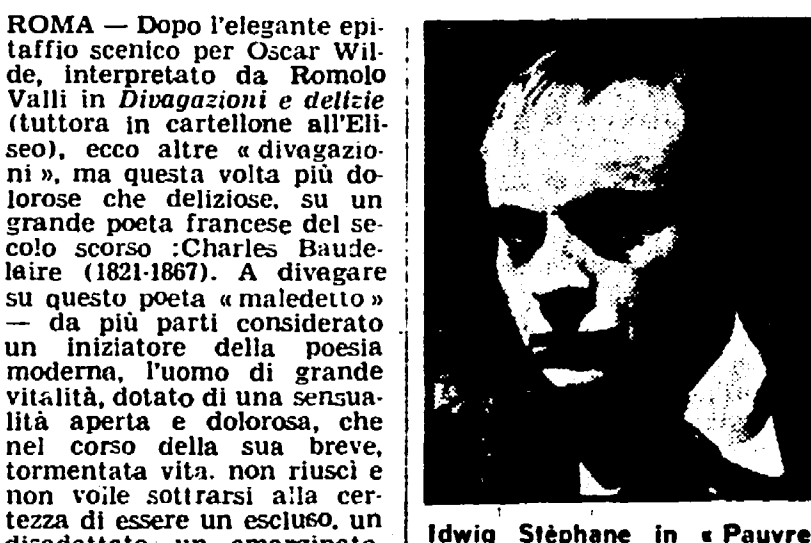 ROMA — Dopo l'elegante epi-
taffio scenico per Oscar Wil-
de, interpretato da Romolo
Valli in Divagazioni e delizie
(tuttora in cartellone all'Eli-
seo), ecco altre « divagazio-
ni », ma questa volta più do-
lorose che deliziose, su un
grande poeta francese del se-
colo scorso :Charles Baude-
laire (1821-1867). A divagare
su questo poeta « maledetto »
— da più parti considerato
un iniziatore della poesia
moderna, l'uomo di grande
vitalità, dotato di una sensua-
lità aperta e dolorosa, che
nel corso della sua breve,
tormentata vita. non riuscì e
non volle sottrarsi alla cer-
tezza di essere un escluso. un
disadattato un emarginato
Idwig Stèphane in « Pauvre